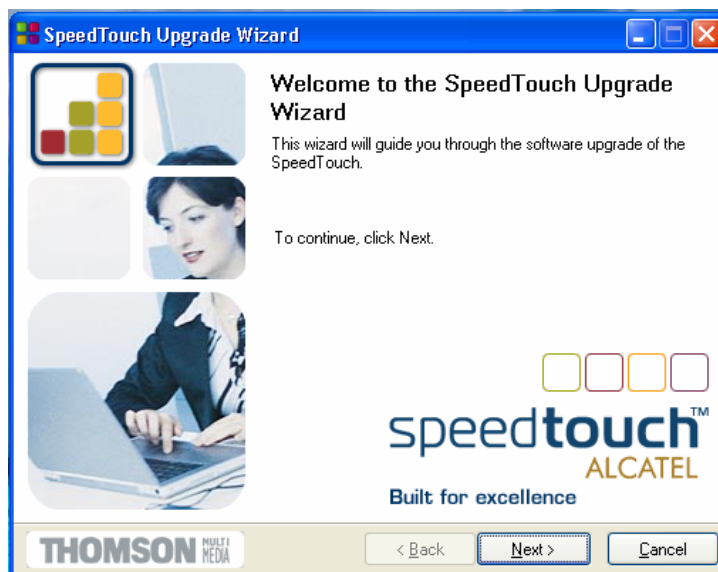 SpeedTouch Upgrade Wizard
Welcome to the SpeedTouch Upgrade
Wizard
This wizard will guide you through the software upgrade of the
SpeedTouch.
To continue, click Next.
speedtouch™
ALCATEL
Built for excellence
THOMSON MULTI
MEDIA
< Back
Next >
Cancel